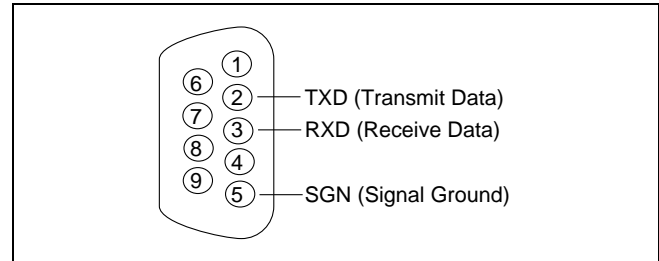 1
6
2 TXD (Transmit Data)
7
3 RXD (Receive Data)
8
4
9
5 SGN (Signal Ground)